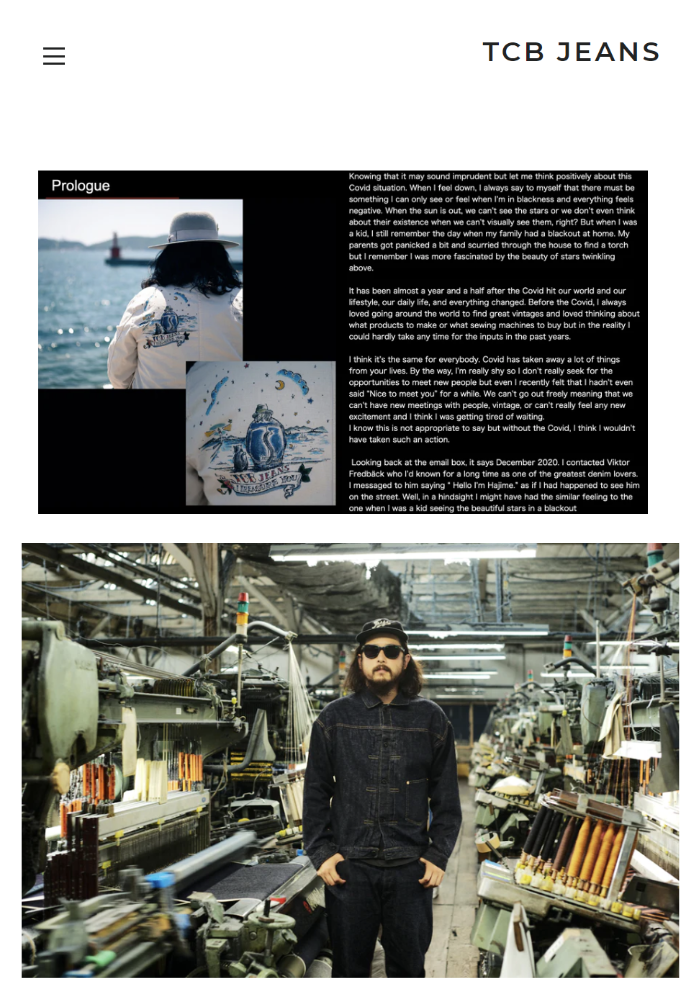 TCB JEANS
Prologue
Knowing that it may sound imprudent but let me think positively about this
Covid situation. When I feel down, I always say to myself that there must be
something I can only see or feel when I'm in blackness and everything feels
negative. When the sun is out, we can't see the stars or we don't even think
about their existence when we can't visually see them, right? But when I was
a kid, I still remember the day when my family had a blackout at home. My
parents got panicked a bit and scurried through the house to find a torch
but I remember I was more fascinated by the beauty of stars twinkling
above.
It has been almost a year and a half after the Covid hit our world and our
lifestyle, our daily life, and everything changed. Before the Covid, I always
loved going around the world to find great vintages and loved thinking about
what products to make or what sewing machines to buy but in the reality I
could hardly take any time for the inputs in the past years.
I think it's the same for everybody. Covid has taken away a lot of things
from your lives. By the way, I'm really shy so I don't really seek for the
opportunities to meet new people but even I recently felt that I hadn't even
said "Nice to meet you" for a while. We can't go out freely meaning that we
can't have new meetings with people, vintage, or can't really feel any new
excitement and I think I was getting tired of waiting.
I know this is not appropriate to say but without the Covid, I think I wouldn't
have taken such an action.
Looking back at the email box, it says December 2020. I contacted Viktor
Fredbäck who I'd known for a long time as one of the greatest denim lovers.
I messaged to him saying " Hello I'm Hajime." as if I had happened to see him
on the street. Well, in a hindsight I might have had the similar feeling to the
one when I was a kid seeing the beautiful stars in a blackout
JEANS